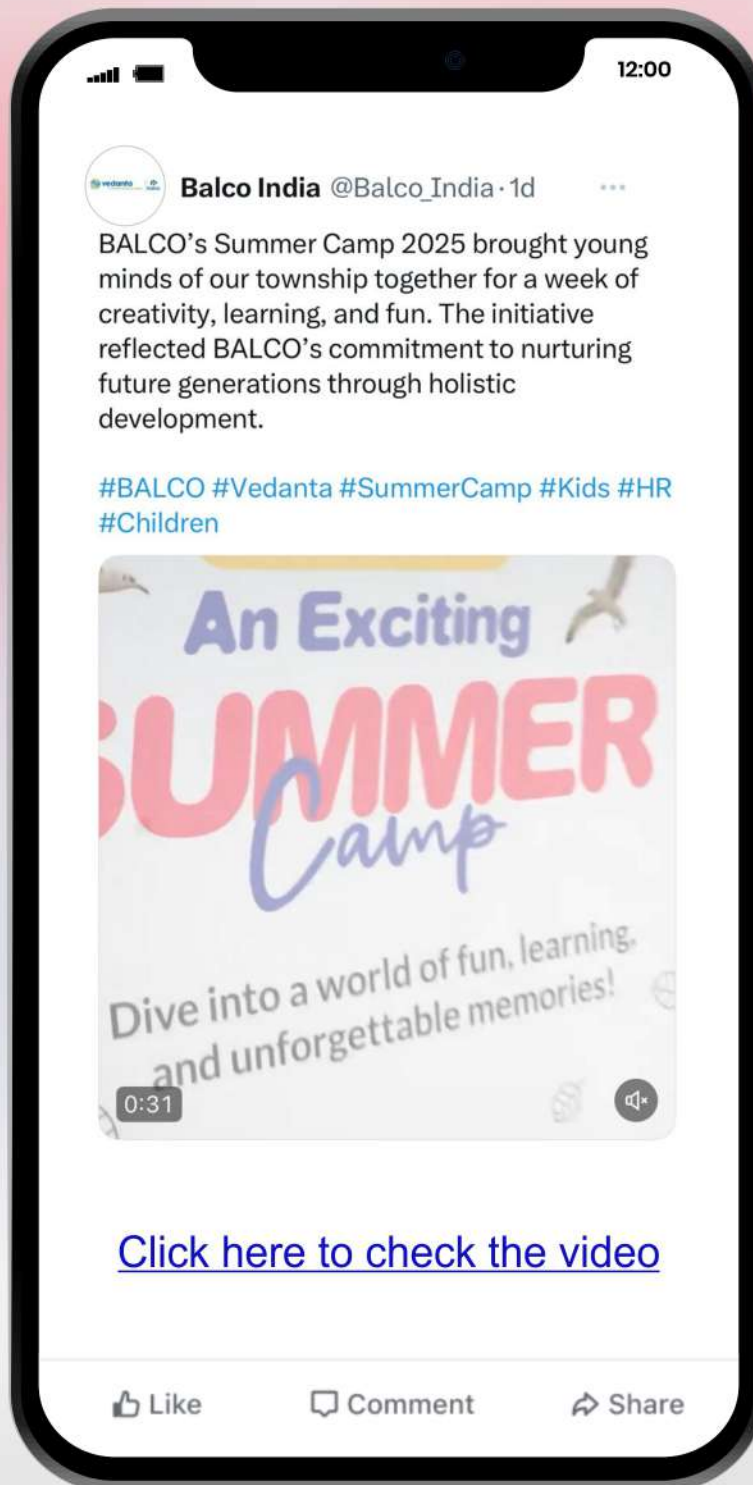 12:00
vedanta
Balco India @Balco_India · 1d
BALCO’s Summer Camp 2025 brought young
minds of our township together for a week of
creativity, learning, and fun. The initiative
reflected BALCO’s commitment to nurturing
future generations through holistic
development.
#BALCO #Vedanta #SummerCamp #Kids #HR
#Children
An Exciting
SUMMER
Camp
Dive into a world of fun, learning,
and unforgettable memories!
0:31
Click here to check the video
Like Comment Share